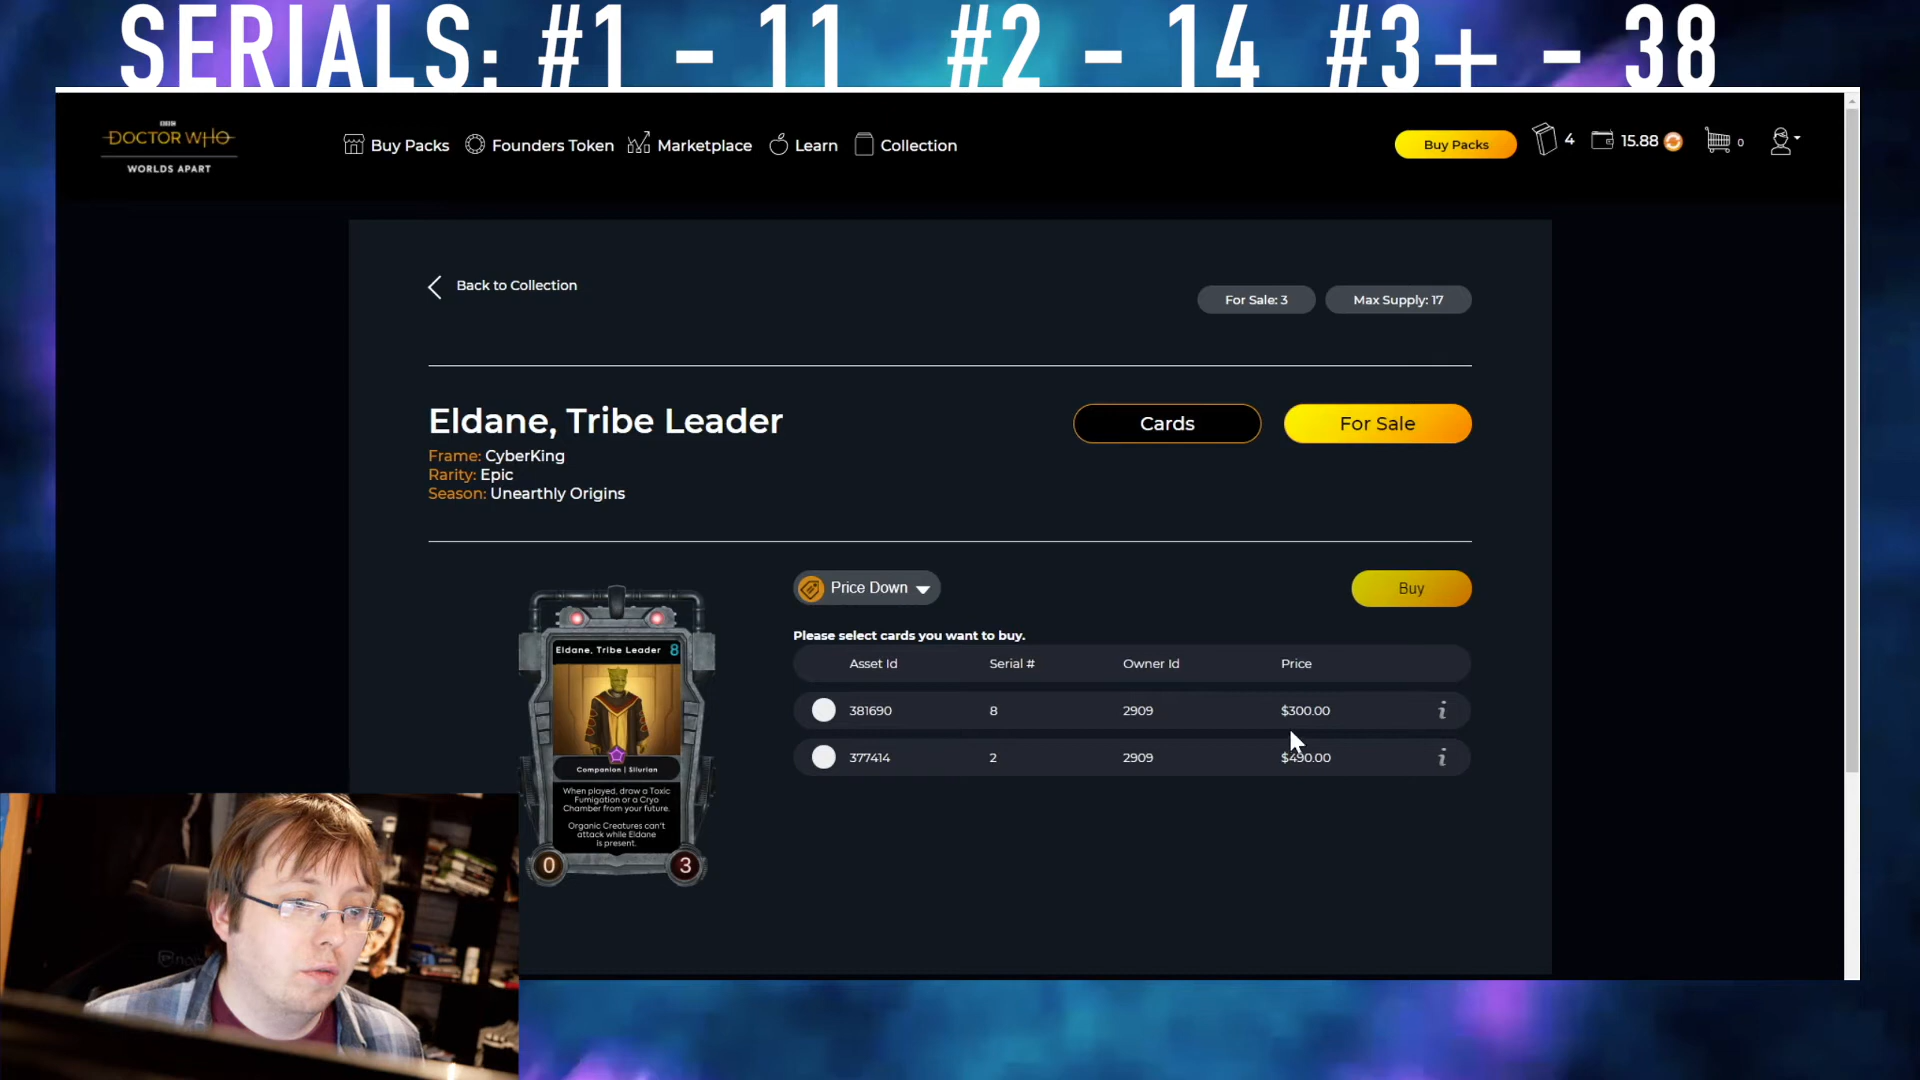 SERIALS: #1 - 11 #2 - 14 #3+ - 38
BBC
DOCTOR WHO
WORLDS APART
Buy Packs
Founders Token
Marketplace
Learn
Collection
Buy Packs
4
15.88
0
Back to Collection
For Sale: 3
Max Supply: 17
Eldane, Tribe Leader
Frame: CyberKing
Rarity: Epic
Season: Unearthly Origins
Cards
For Sale
Price Down
Buy
Please select cards you want to buy.
Asset Id Serial # Owner Id Price
381690 8 2909 $300.00 i
377414 2 2909 $490.00 i
Eldane, Tribe Leader 8
Companion | Silurian
When played, draw a Toxic
Fumigation or a Cryo
Chamber from your future.
Organic Creatures can't
attack while Eldane
is present.
0 3